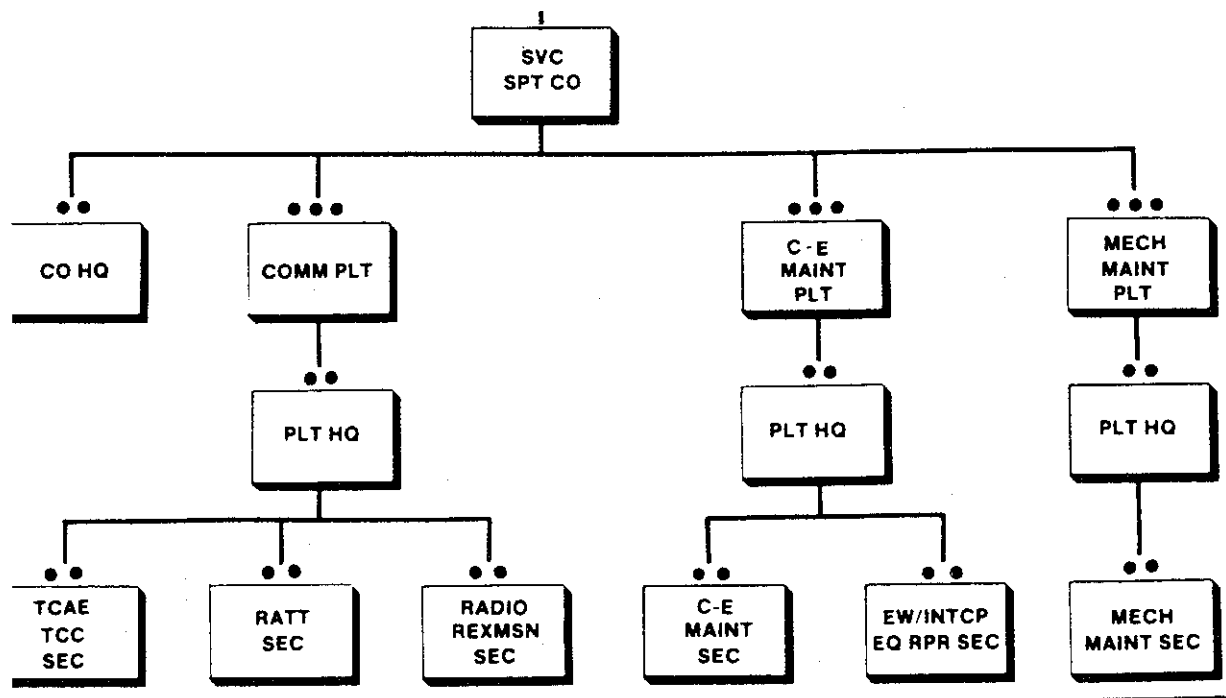 SVC
SPT CO
CO HQ
COMM PLT
C-E
MAINT
PLT
MECH
MAINT
PLT
PLT HQ
PLT HQ
PLT HQ
TCAE
TCC
SEC
RATT
SEC
RADIO
REXMSN
SEC
C-E
MAINT
SEC
EW/INTCP
EQ RPR SEC
MECH
MAINT SEC